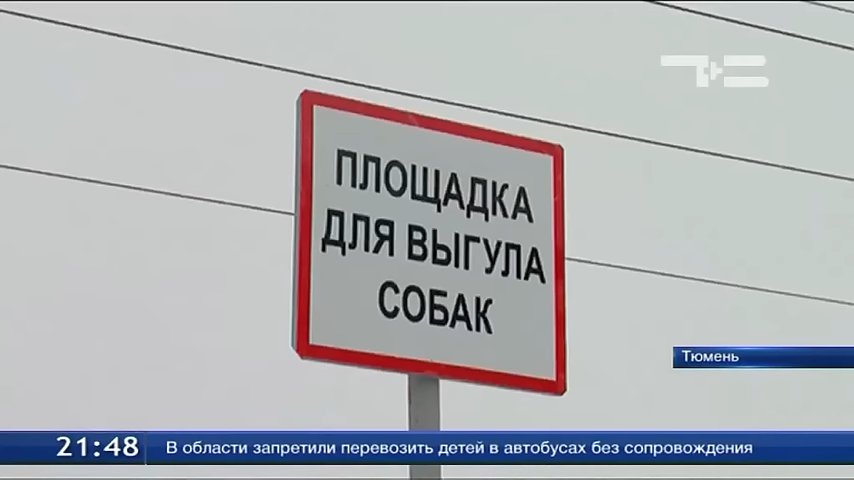 ПЛОЩАДКА
ДЛЯ ВЫГУЛА
СОБАК
Тюмень
21:48 В области запретили перевозить детей в автобусах без сопровождения